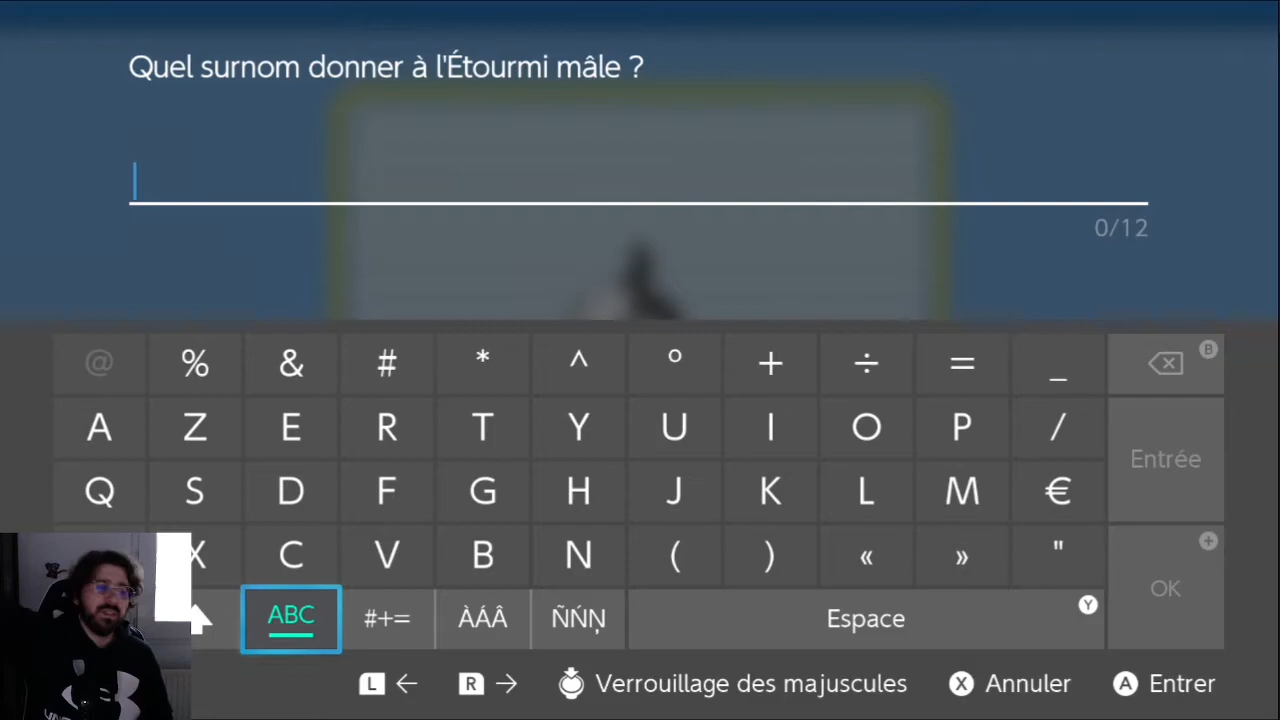 Quel surnom donner à l'Étourmi mâle ?
0/12
@ % & # * ^ ° + ÷ = _ B
A Z E R T Y U I O P / Entrée
Q S D F G H J K L M €
X C V B N ( ) « » " + OK
ABC #+= ÀÁÂ ÑŃŅ Espace Y
L ← R → Verrouillage des majuscules X Annuler A Entrer